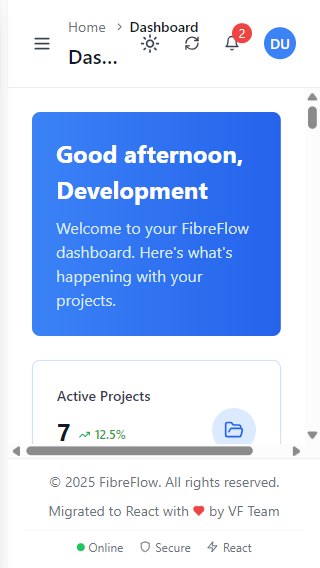 Home > Dashboard
Das...
2
DU
Good afternoon,
Development
Welcome to your FibreFlow
dashboard. Here's what's
happening with your
projects.
Active Projects
7 12.5%
© 2025 FibreFlow. All rights reserved.
Migrated to React with ❤️ by VF Team
Online Secure React